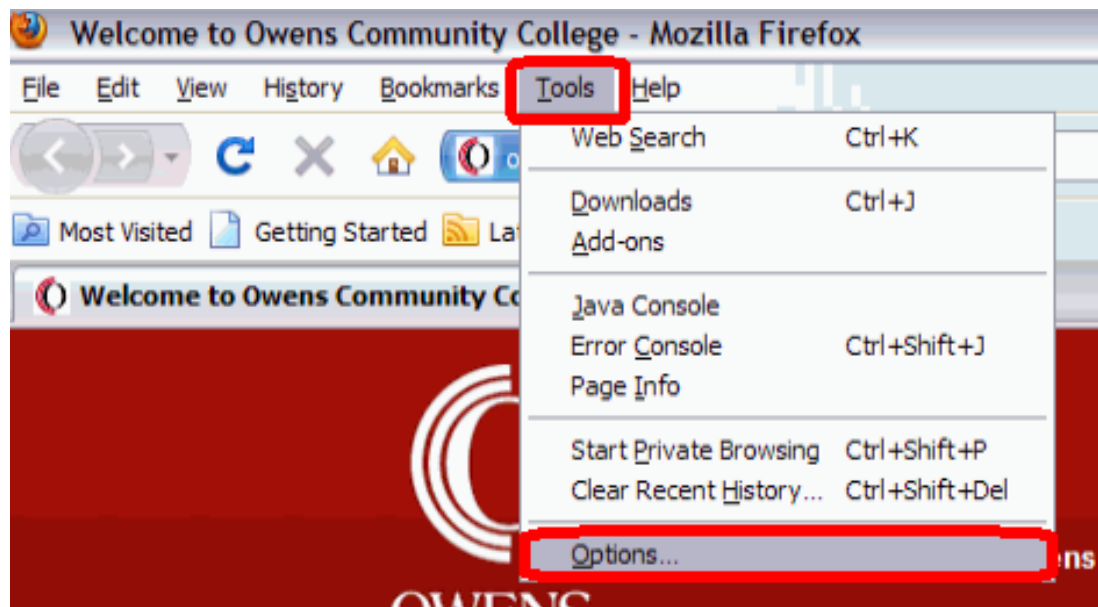 Welcome to Owens Community College - Mozilla Firefox
File Edit View History Bookmarks Tools Help
Web Search Ctrl+K
Downloads Ctrl+J
Most Visited Getting Started
Add-ons
Welcome to Owens Community
Java Console
Error Console Ctrl+Shift+J
Page Info
Start Private Browsing Ctrl+Shift+P
Clear Recent History... Ctrl+Shift+Del
Options...
OWENS